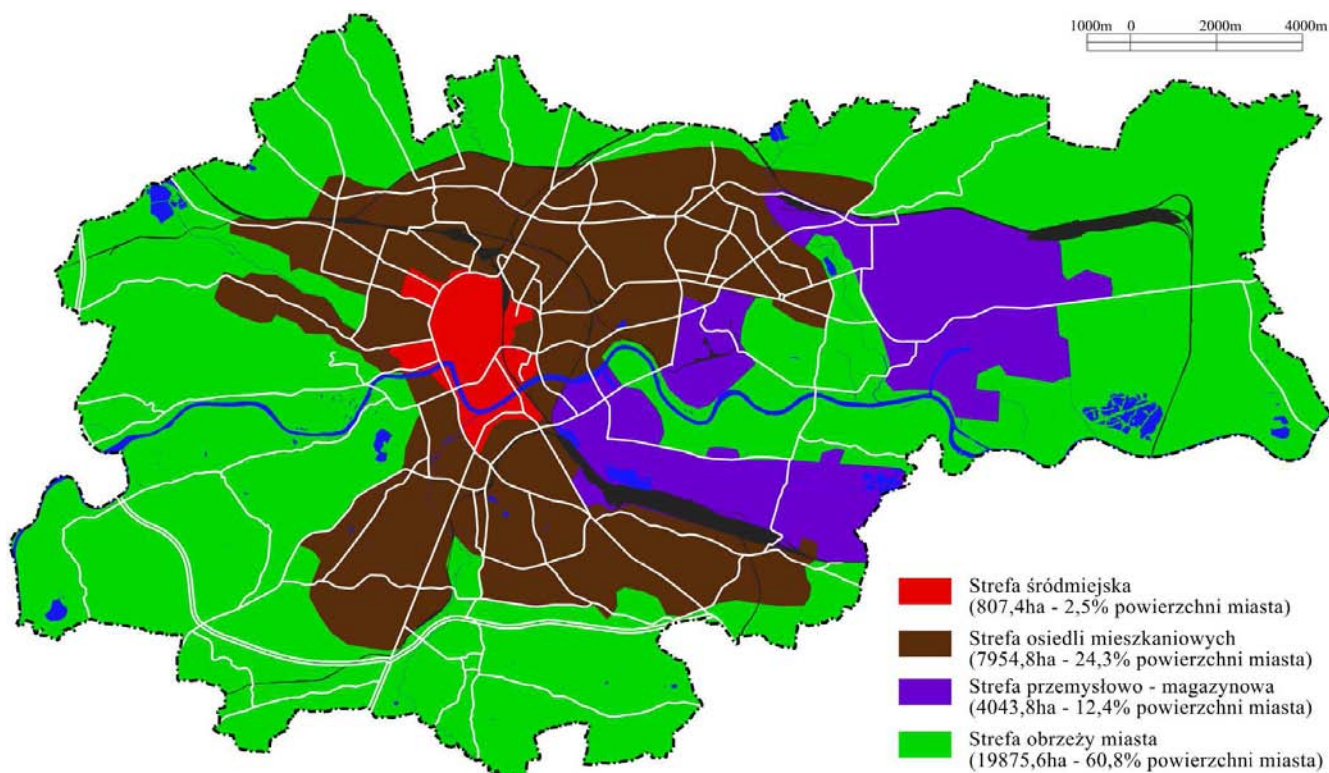 1000m 0 2000m 4000m
Strefa śródmiejska
(807,4ha - 2,5% powierzchni miasta)
Strefa osiedli mieszkaniowych
(7954,8ha - 24,3% powierzchni miasta)
Strefa przemysłowo - magazynowa
(4043,8ha - 12,4% powierzchni miasta)
Strefa obrzeży miasta
(19875,6ha - 60,8% powierzchni miasta)